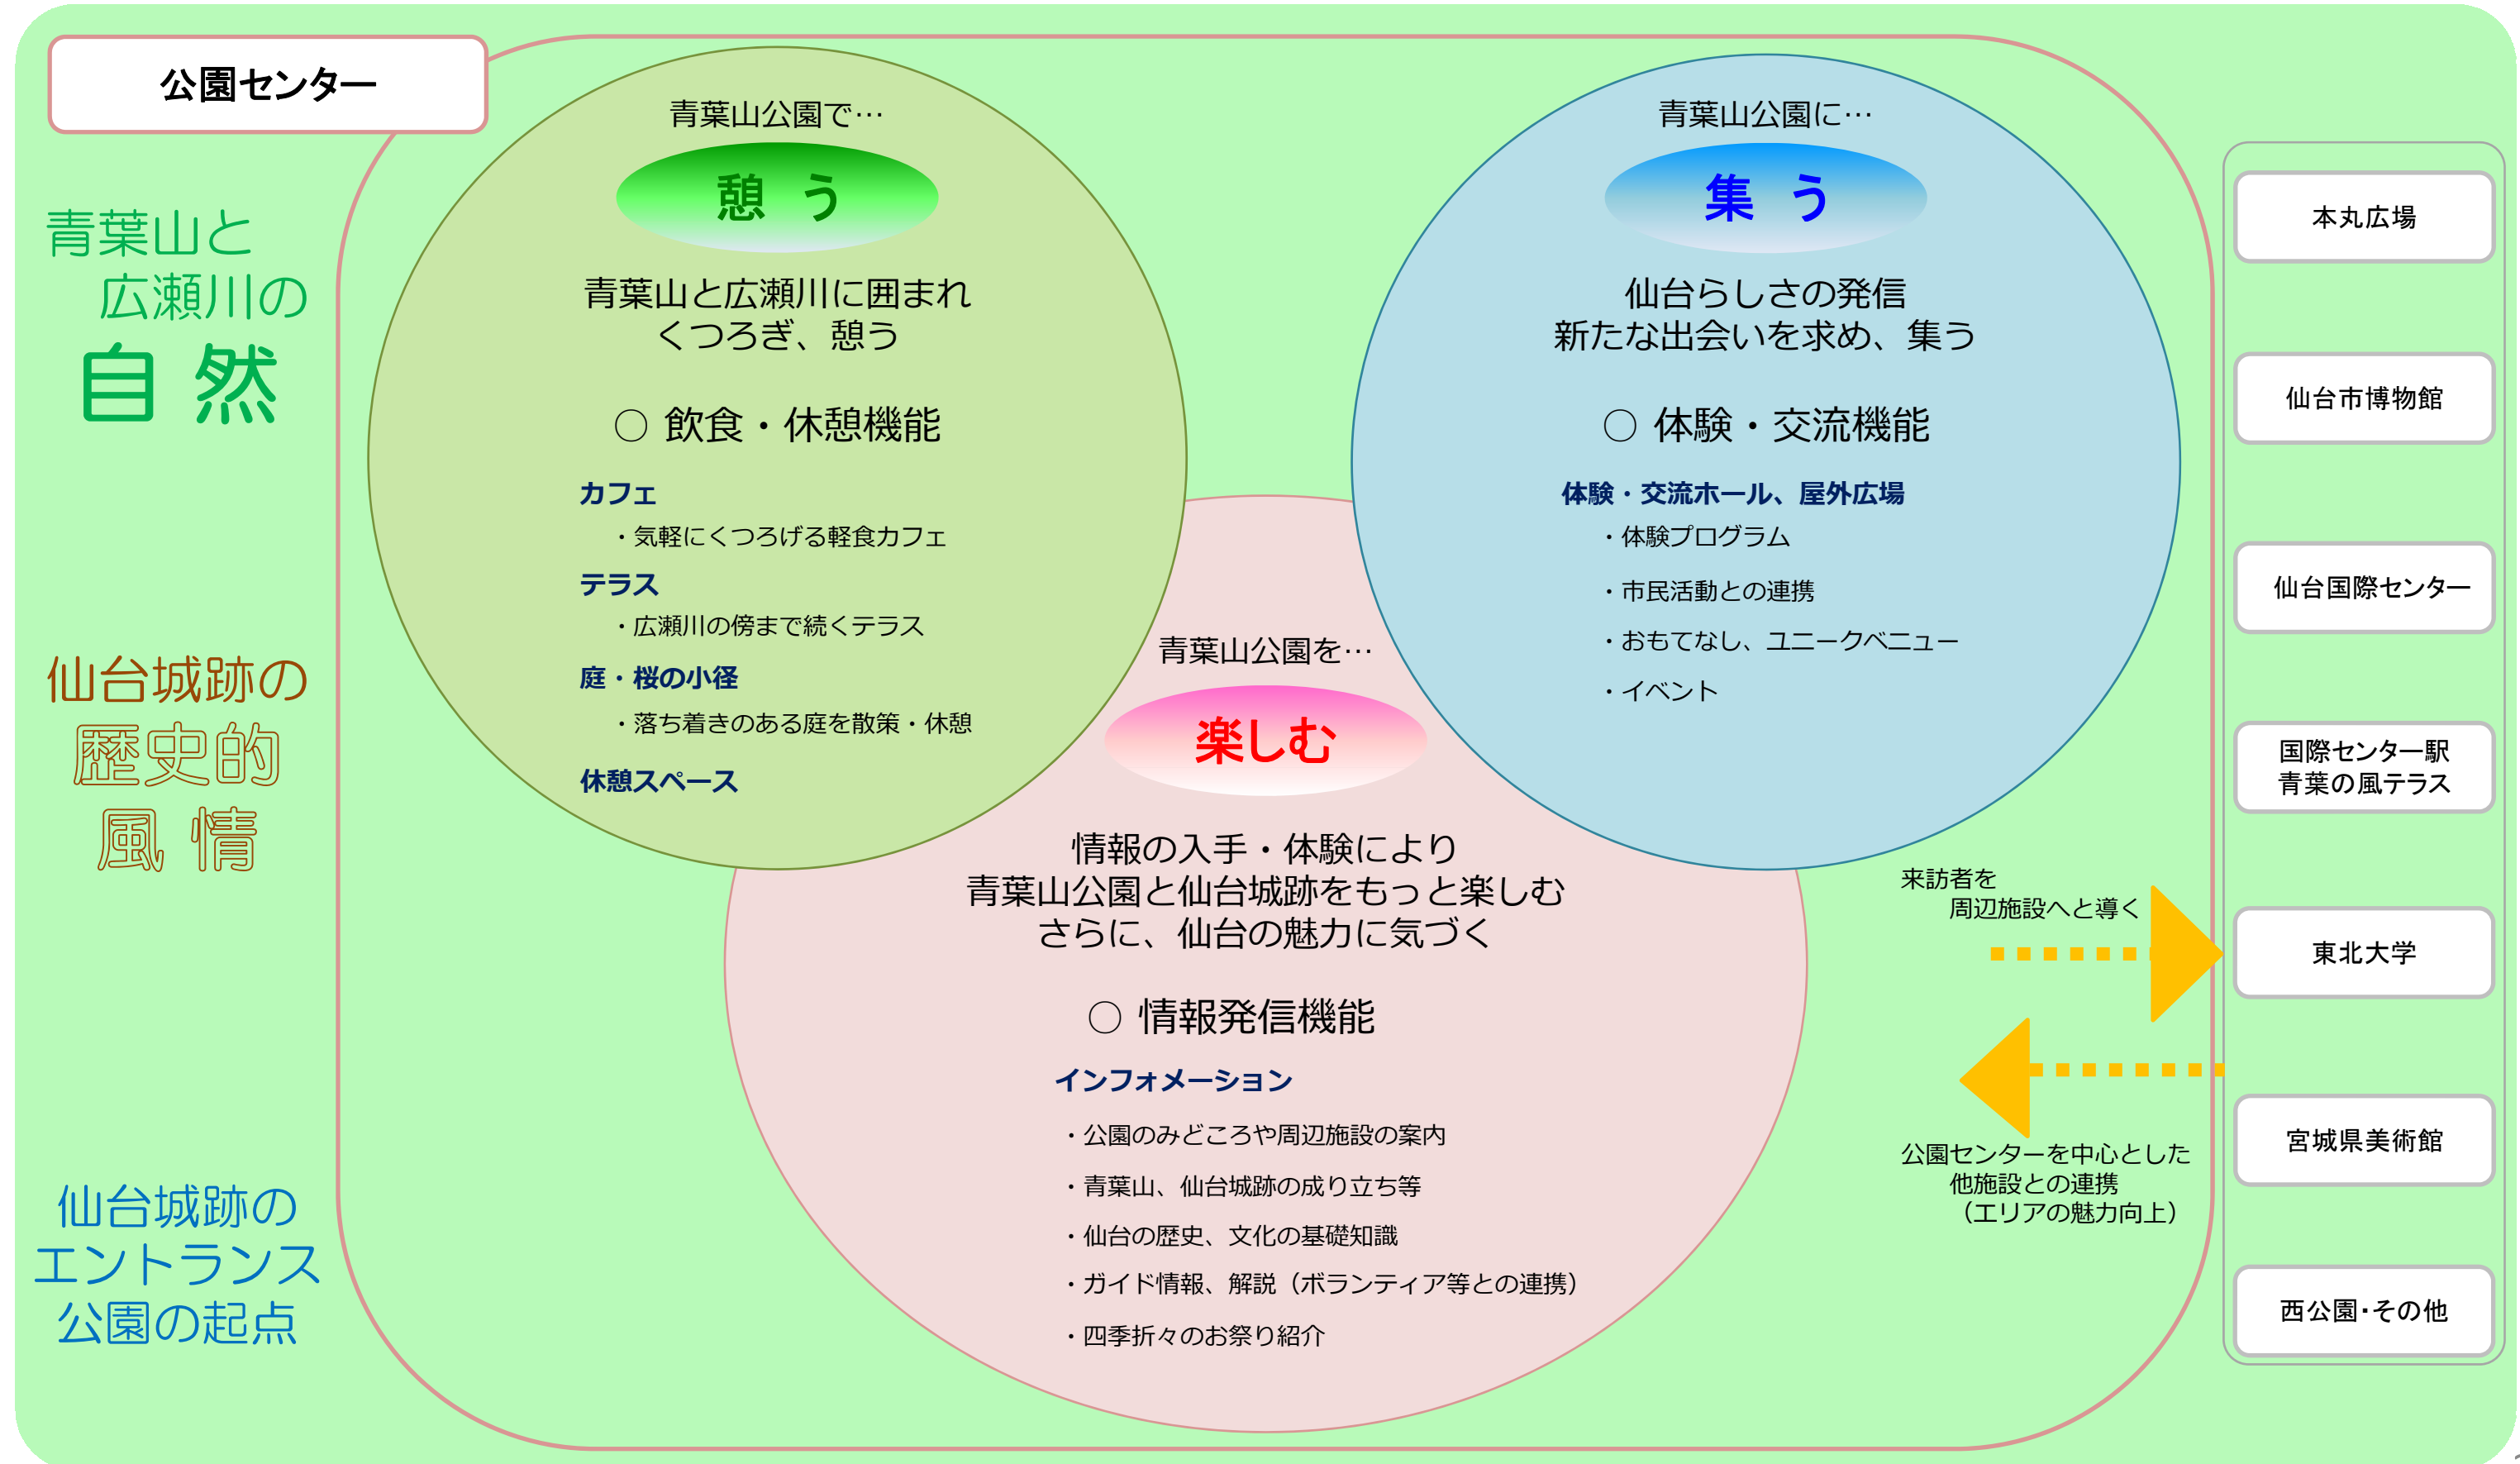 公園センター
青葉山と
広瀬川の
自 然
仙台城跡の
歴史的
風 情
仙台城跡の
エントランス
公園の起点
青葉山公園で…
憩 う
青葉山と広瀬川に囲まれ
くつろぎ、憩う
○ 飲食・休憩機能
カフェ
・気軽にくつろげる軽食カフェ
テラス
・広瀬川の傍まで続くテラス
庭・桜の小径
・落ち着きのある庭を散策・休憩
休憩スペース
青葉山公園に…
集 う
仙台らしさの発信
新たな出会いを求め、集う
○ 体験・交流機能
体験・交流ホール、屋外広場
・体験プログラム
・市民活動との連携
・おもてなし、ユニークベニュー
・イベント
青葉山公園を…
楽しむ
情報の入手・体験により
青葉山公園と仙台城跡をもっと楽しむ
さらに、仙台の魅力に気づく
○ 情報発信機能
インフォメーション
・公園のみどころや周辺施設の案内
・青葉山、仙台城跡の成り立ち等
・仙台の歴史、文化の基礎知識
・ガイド情報、解説（ボランティア等との連携）
・四季折々のお祭り紹介
来訪者を
周辺施設へと導く
公園センターを中心とした
他施設との連携
（エリアの魅力向上）
本丸広場
仙台市博物館
仙台国際センター
国際センター駅
青葉の風テラス
東北大学
宮城県美術館
西公園・その他